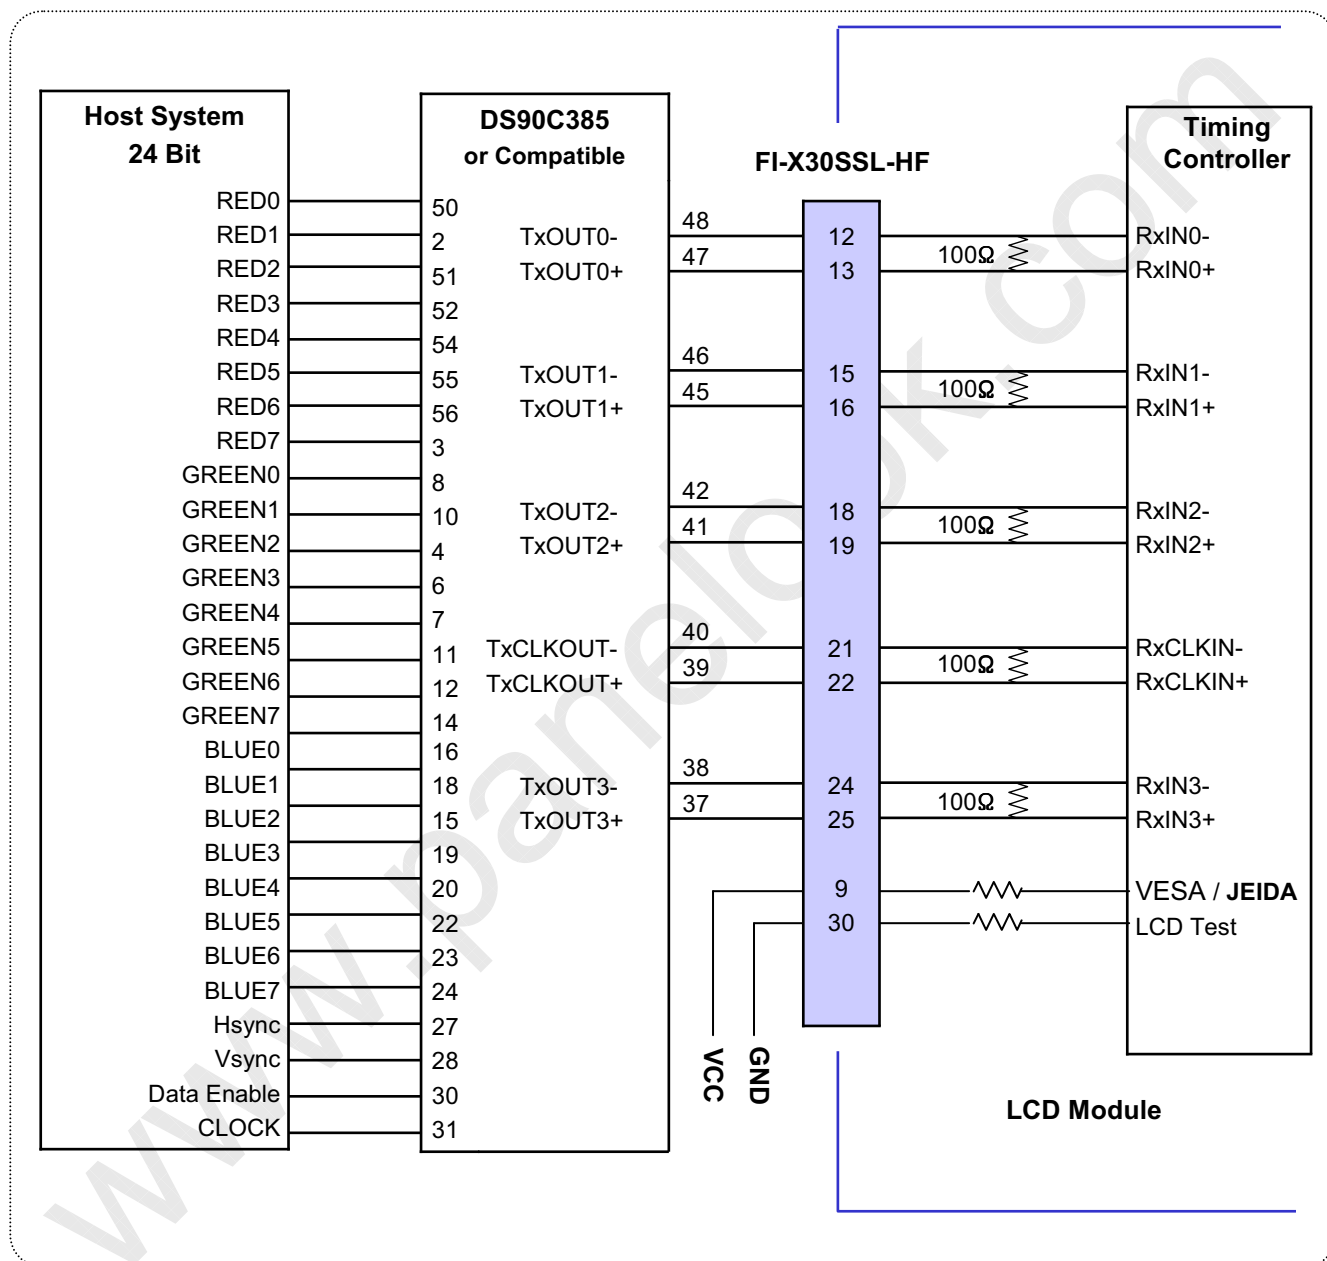 Host System
24 Bit
RED0
RED1
RED2
RED3
RED4
RED5
RED6
RED7
GREEN0
GREEN1
GREEN2
GREEN3
GREEN4
GREEN5
GREEN6
GREEN7
BLUE0
BLUE1
BLUE2
BLUE3
BLUE4
BLUE5
BLUE6
BLUE7
Hsync
Vsync
Data Enable
CLOCK
DS90C385
or Compatible
50
2
51
52
54
55
56
3
8
10
4
6
7
11
12
14
16
18
15
19
20
22
23
24
27
28
30
31
TxOUT0-
TxOUT0+
TxOUT1-
TxOUT1+
TxOUT2-
TxOUT2+
TxCLKOUT-
TxCLKOUT+
TxOUT3-
TxOUT3+
48
47
46
45
42
41
40
39
38
37
VCC
GND
FI-X30SSL-HF
12
13
15
16
18
19
21
22
24
25
9
30
100Ω
100Ω
100Ω
100Ω
100Ω
Timing
Controller
RxIN0-
RxIN0+
RxIN1-
RxIN1+
RxIN2-
RxIN2+
RxCLKIN-
RxCLKIN+
RxIN3-
RxIN3+
VESA / JEIDA
LCD Test
LCD Module
www.panelook.com